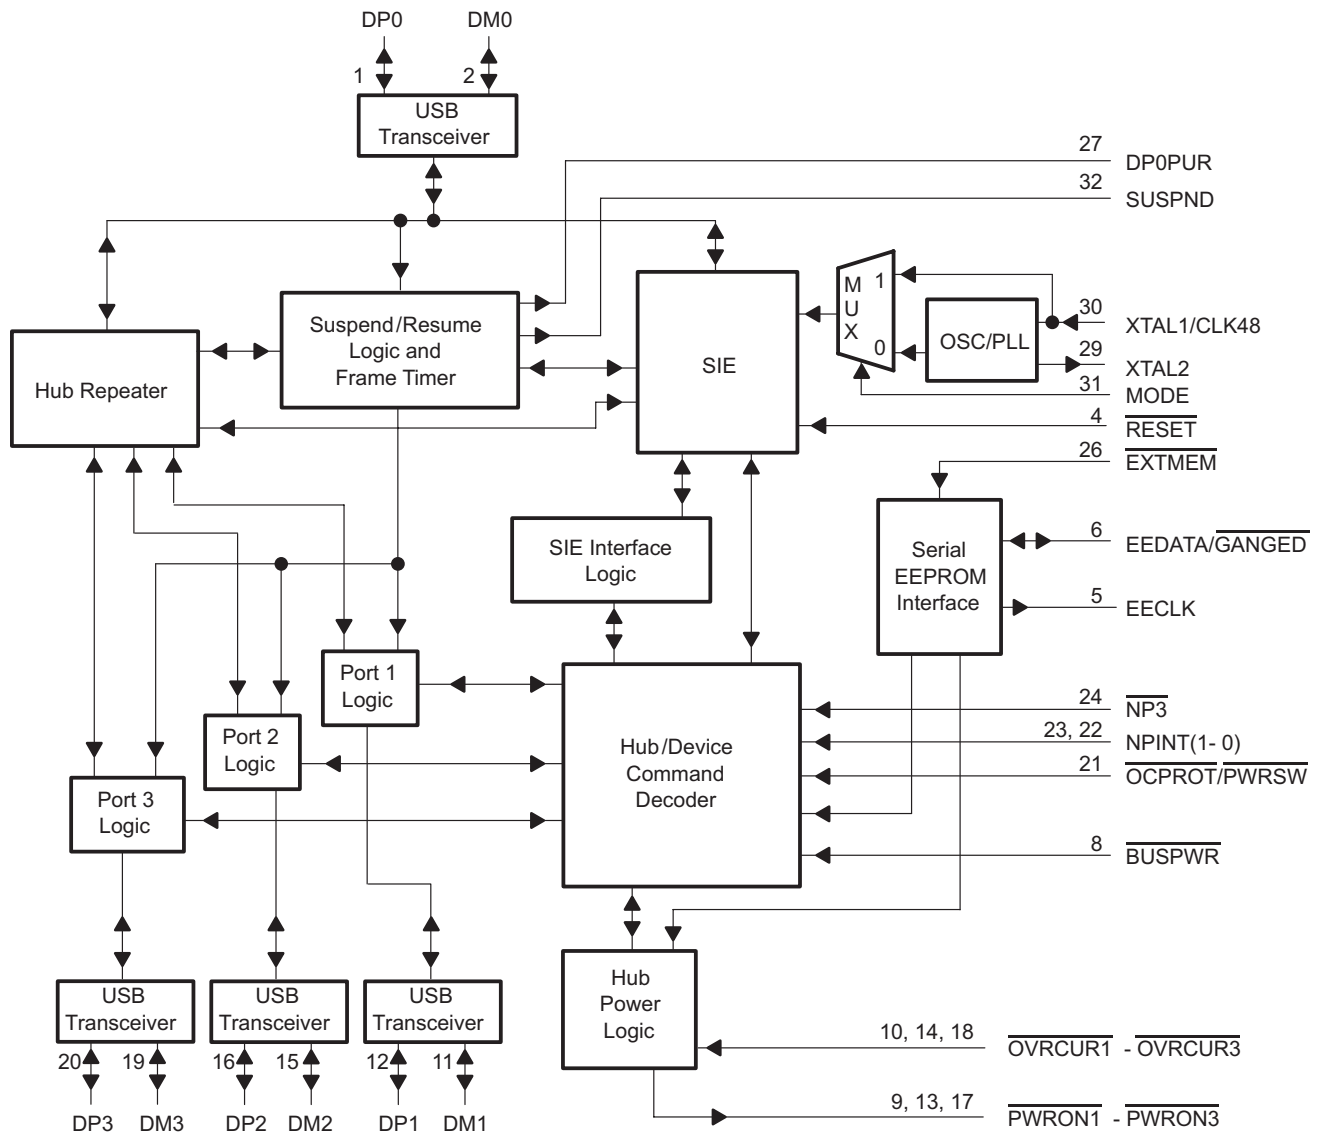 DP0 DM0
1 2
USB
Transceiver
27 DP0PUR
32 SUSPND
Suspend/Resume
Logic and
Frame Timer
Hub Repeater
SIE
MUX
1
0
OSC/PLL
30 XTAL1/CLK48
29 XTAL2
31 MODE
4 RESET
26 EXTMEM
SIE Interface
Logic
Serial
EEPROM
Interface
6 EEDATA/GANGED
5 EECLK
Port 1
Logic
Port 2
Logic
Port 3
Logic
Hub/Device
Command
Decoder
24 NP3
23, 22 NPINT(1- 0)
21 OCPROT/PWRSW
8 BUSPWR
USB
Transceiver
USB
Transceiver
USB
Transceiver
20 19 16 15 12 11
DP3 DM3 DP2 DM2 DP1 DM1
Hub
Power
Logic
10, 14, 18 OVRCUR1 - OVRCUR3
9, 13, 17 PWRON1 - PWRON3